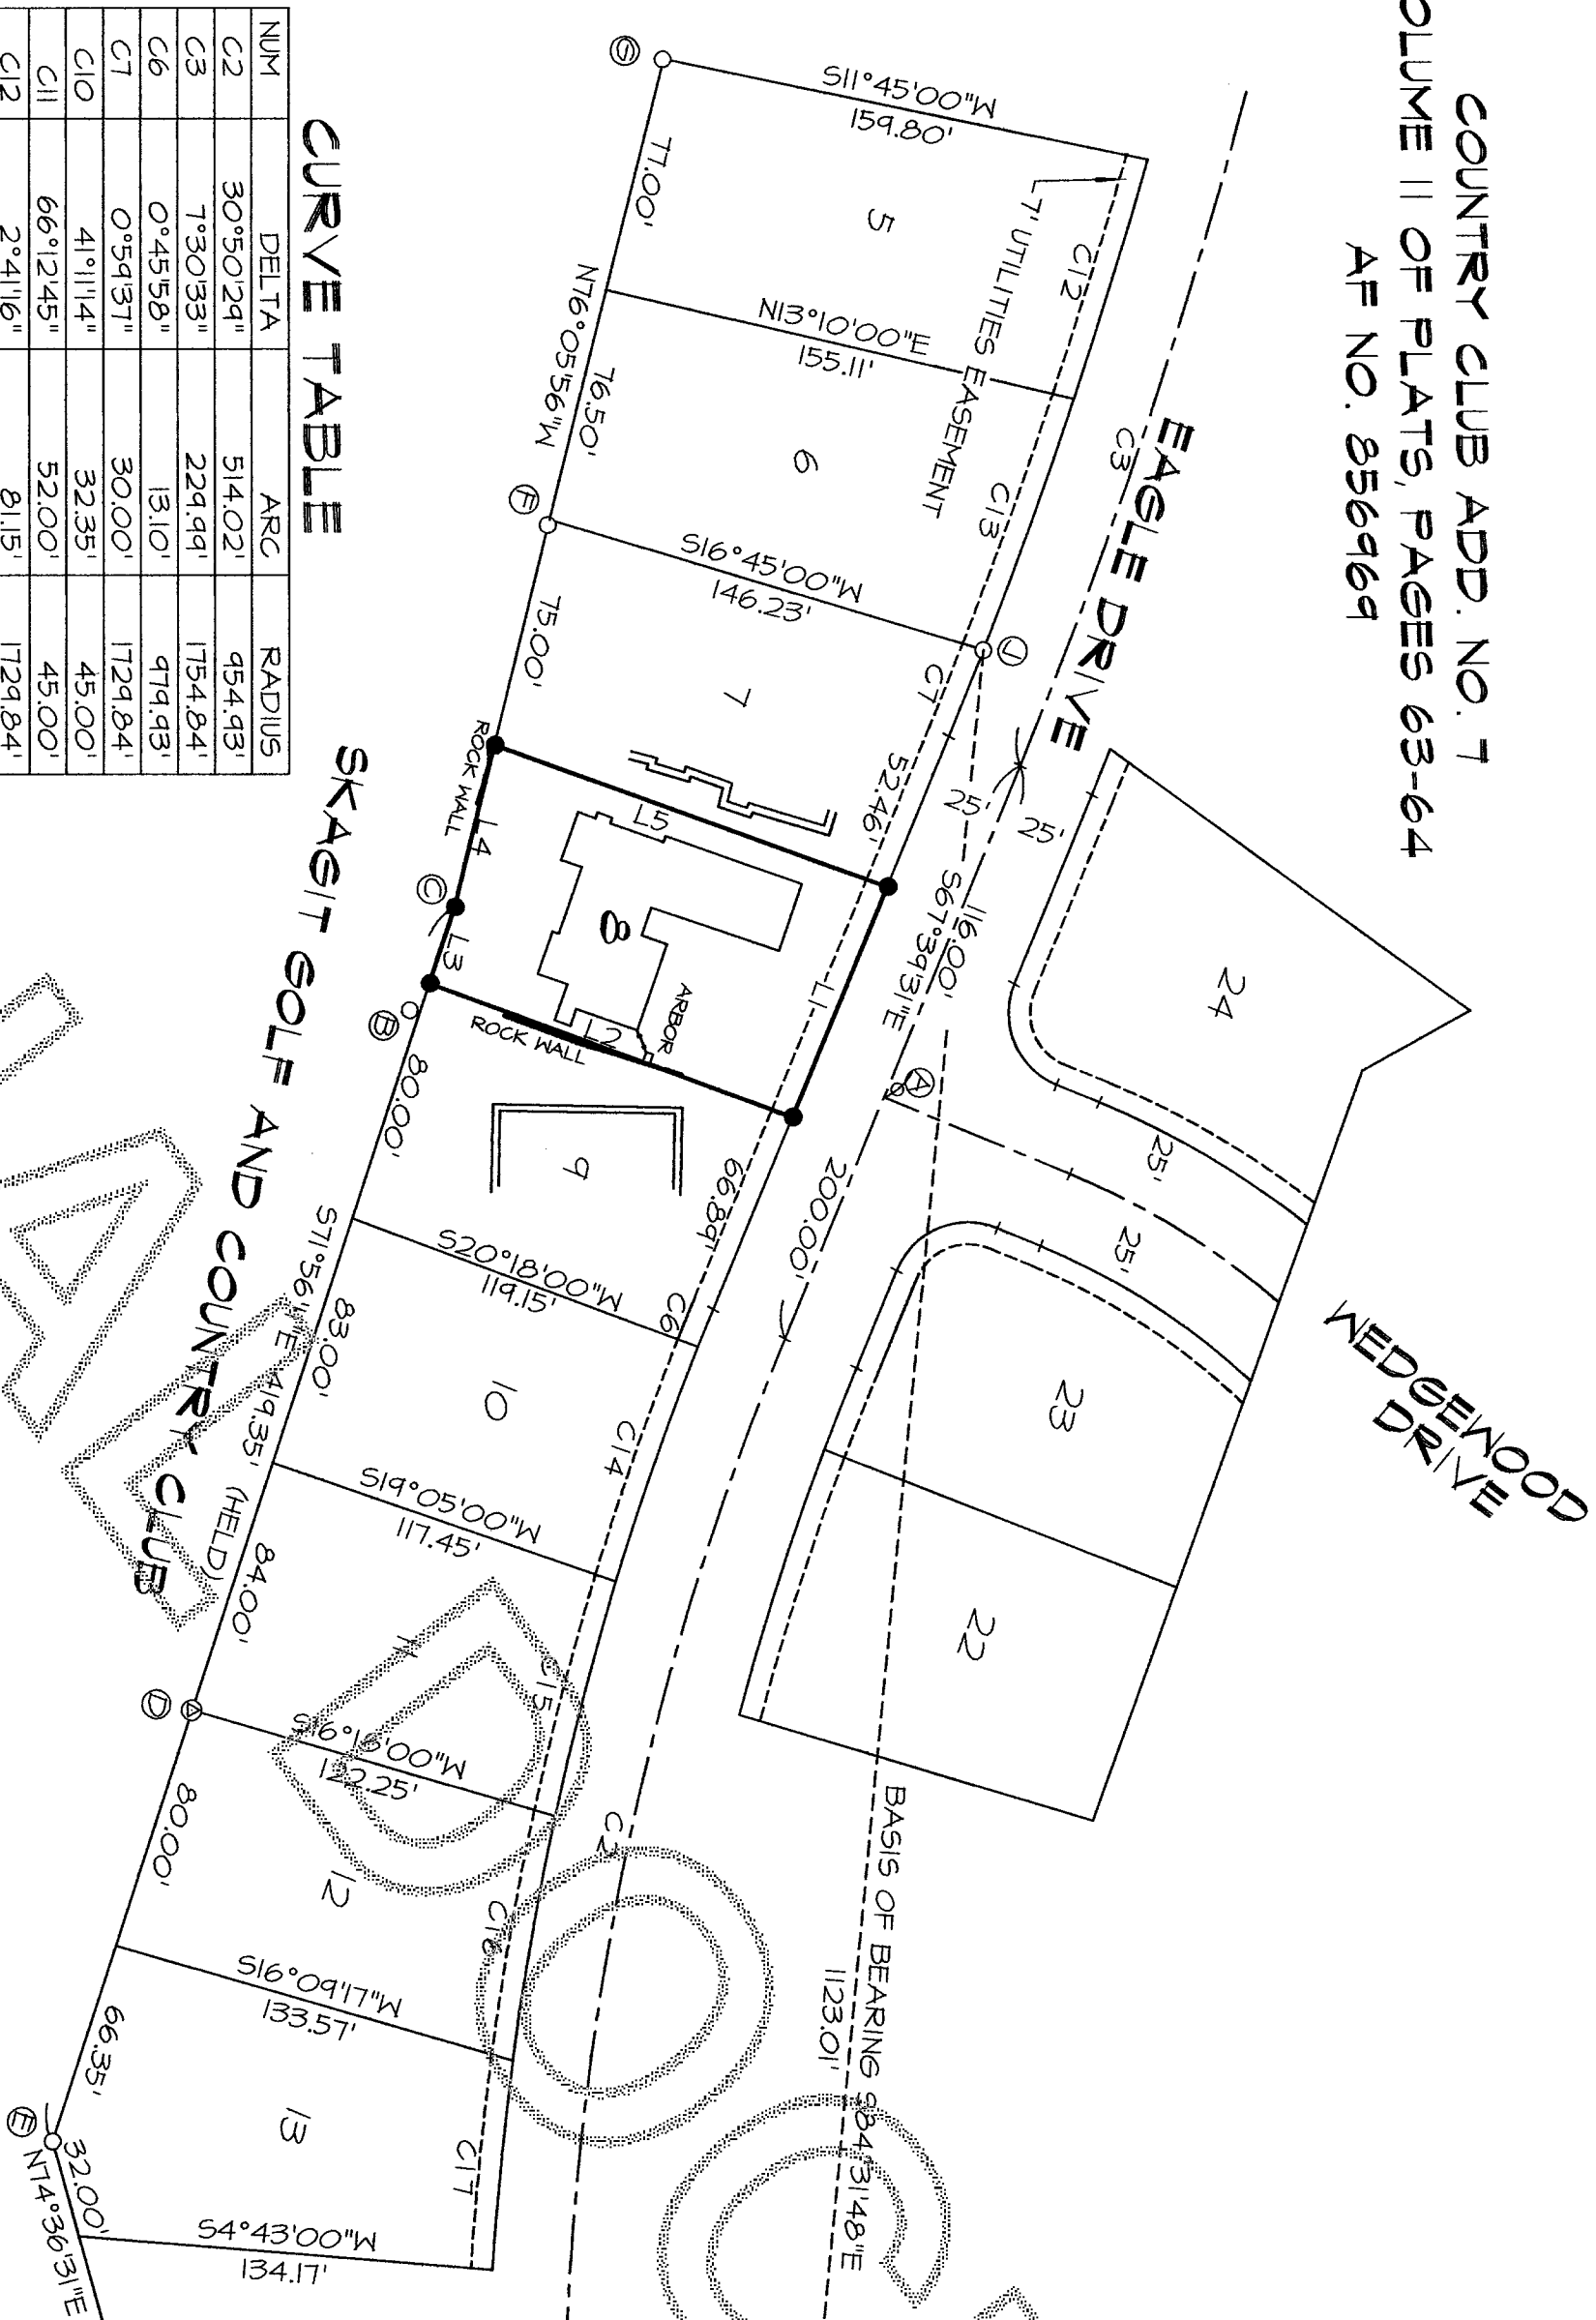 COUNTRY CLUB ADD. NO. 7
OLUME 11 OF PLATS, PAGES 63-64
AF NO. 856969
EAGLE DRIVE
WEDGEWOOD
DRIVE
24
23
22
25'
25'
25'
25'
C3
S67°39'31"E
116.00'
200.00'
C2
BASIS OF BEARING S84°31'48"E
1123.01'
S11°45'00"W
159.80'
5
7' UTILITIES EASEMENT
C12
77.00'
G
N13°10'00"E
155.11'
6
C13
76.50'
N76°05'56"W
F
S16°45'00"W
146.23'
7
C7
52.46'
75.00'
ROCK WALL
L4
L5
8
L1
C
L3
B
ROCK WALL
L2
ARBOR
A
9
66.89'
80.00'
C6
S20°18'00"W
119.15'
10
C14
83.00'
S71°56'11"E 419.35' (HELD)
S19°05'00"W
117.45'
11
C15
84.00'
D
122.25'
12
C16
80.00'
S16°09'17"W
133.57'
13
C17
66.35'
E
32.00'
N74°36'31"E
S4°43'00"W
134.17'
SKAGIT GOLF AND COUNTRY CLUB
CURVE TABLE
NUM DELTA ARC RADIUS
C2 30°50'29" 514.02' 954.93'
C3 7°30'33" 229.99' 1754.84'
C6 0°45'58" 13.10' 979.93'
C7 0°59'37" 30.00' 1729.84'
C10 41°11'14" 32.35' 45.00'
C11 66°12'45" 52.00' 45.00'
C12 2°41'16" 81.15' 1729.84'